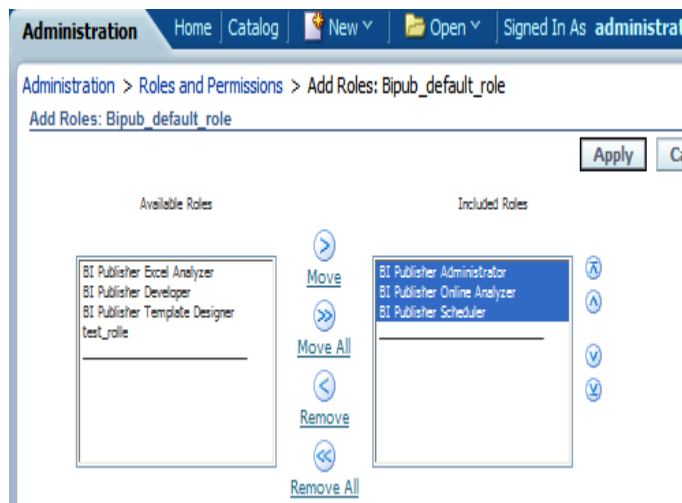 Administration Home Catalog New Open Signed In As administrat
Administration > Roles and Permissions > Add Roles: Bipub_default_role
Add Roles: Bipub_default_role
Apply Ca
Available Roles Included Roles
BI Publisher Excel Analyzer
BI Publisher Developer
BI Publisher Template Designer
test_rolle
Move
Move All
Remove
Remove All
BI Publisher Administrator
BI Publisher Online Analyzer
BI Publisher Scheduler